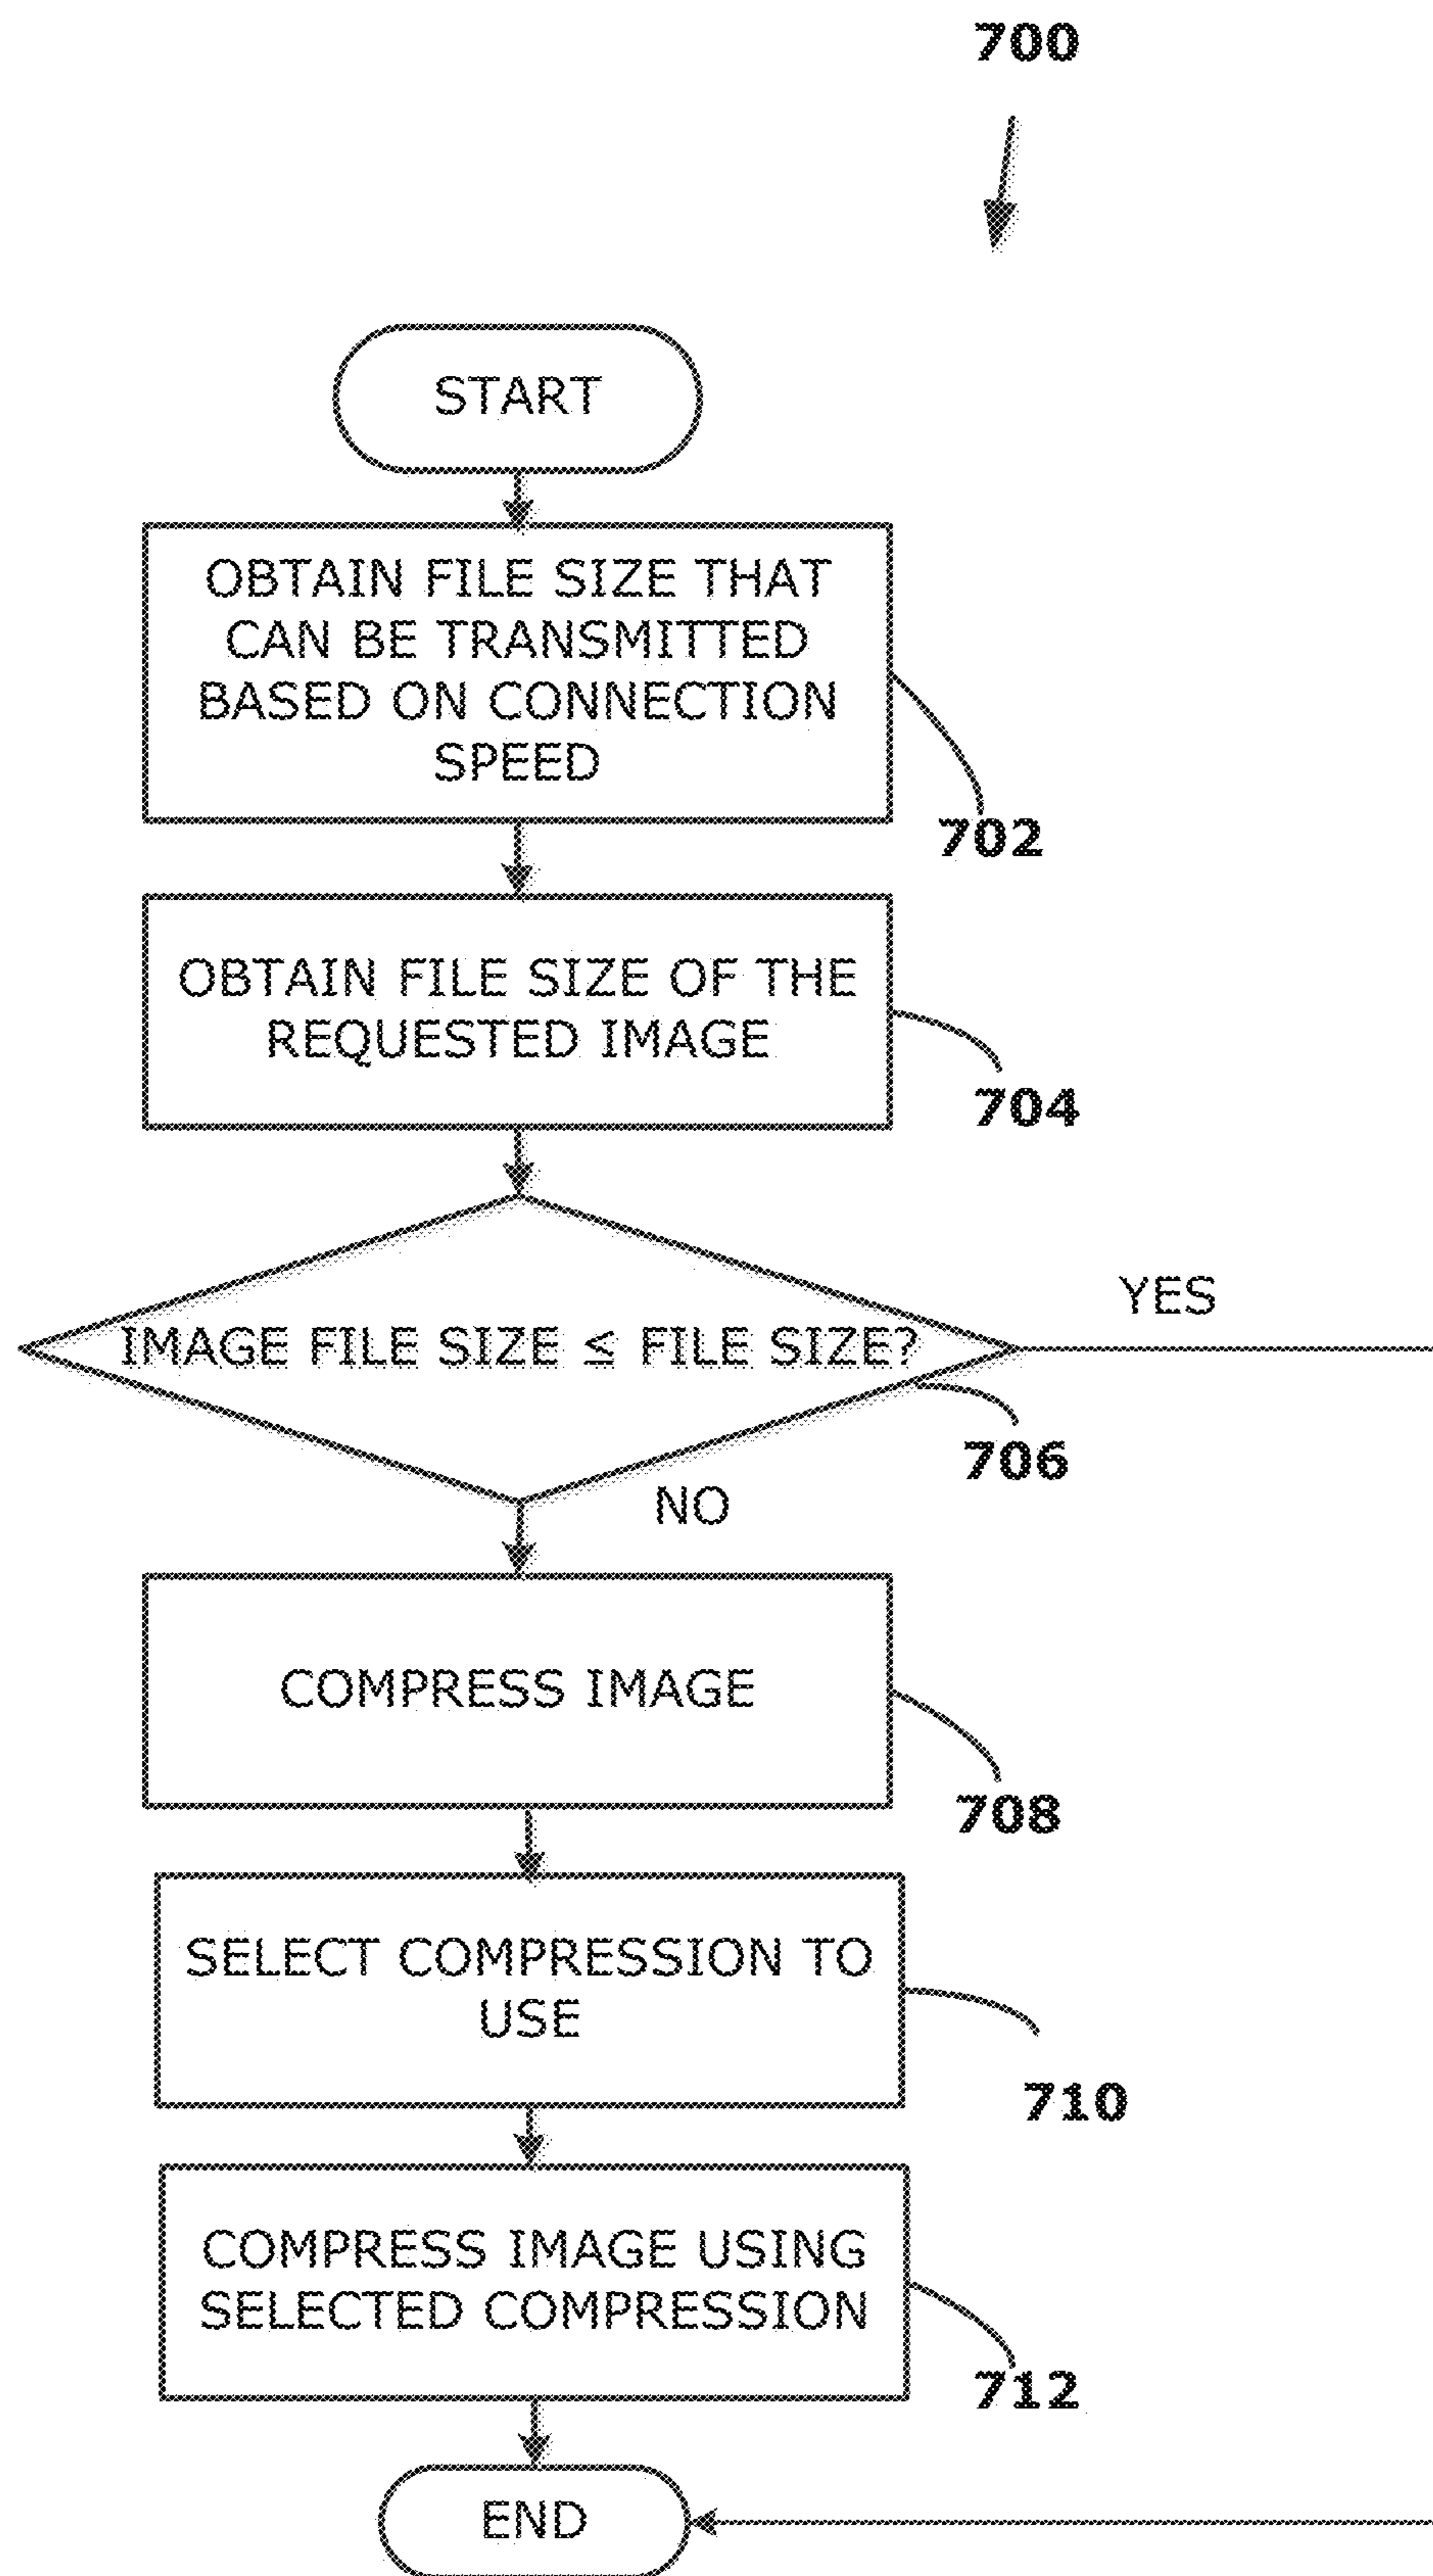 700
START
OBTAIN FILE SIZE THAT
CAN BE TRANSMITTED
BASED ON CONNECTION
SPEED
702
OBTAIN FILE SIZE OF THE
REQUESTED IMAGE
704
YES
IMAGE FILE SIZE ≤ FILE SIZE?
706
NO
COMPRESS IMAGE
708
SELECT COMPRESSION TO
USE
710
COMPRESS IMAGE USING
SELECTED COMPRESSION
712
END